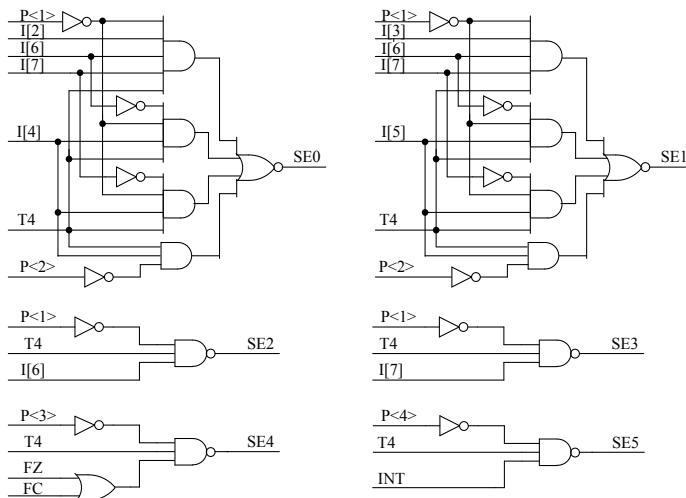 P<1>
I[2]
I[6]
I[7]
I[4]
SE0
T4
P<2>
P<1>
I[3]
I[6]
I[7]
I[5]
SE1
T4
P<2>
P<1>
T4
SE2
I[6]
P<1>
T4
SE3
I[7]
P<3>
T4
SE4
FZ
FC
P<4>
T4
SE5
INT